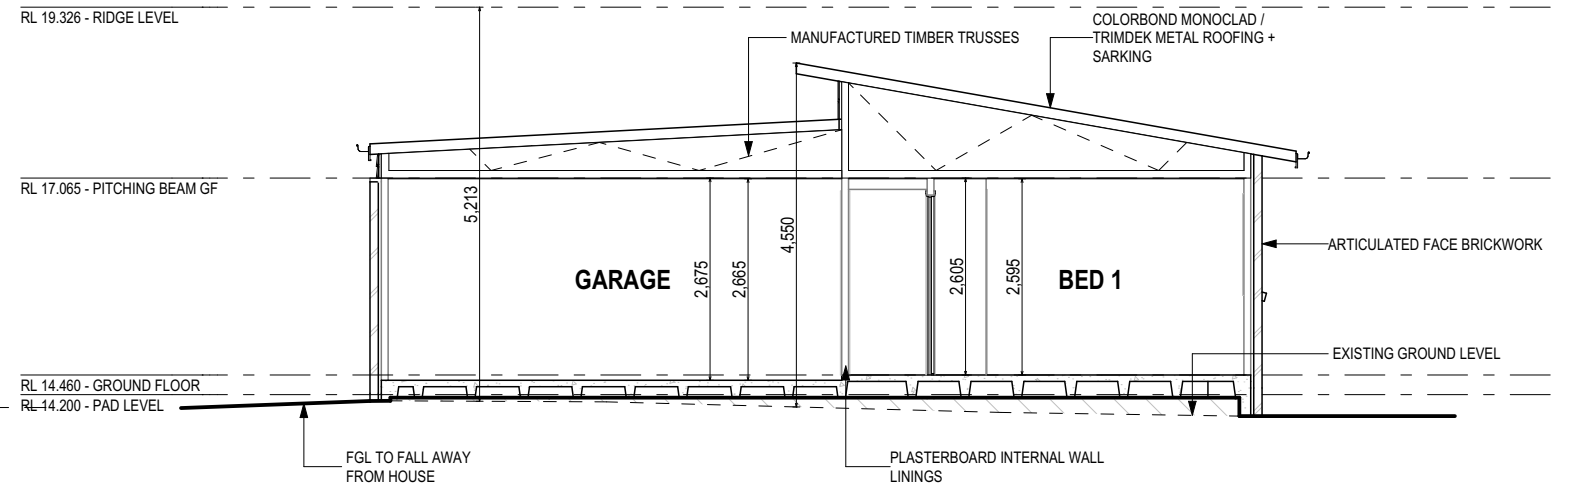 RL 19.326 - RIDGE LEVEL
COLORBOND MONOCLAD /
TRIMDEK METAL ROOFING +
SARKING
MANUFACTURED TIMBER TRUSSES
RL 17.065 - PITCHING BEAM GF
5,213
4,550
ARTICULATED FACE BRICKWORK
GARAGE
2,675
2,665
2,605
2,595
BED 1
EXISTING GROUND LEVEL
RL 14.460 - GROUND FLOOR
RL 14.200 - PAD LEVEL
FGL TO FALL AWAY
FROM HOUSE
PLASTERBOARD INTERNAL WALL
LININGS